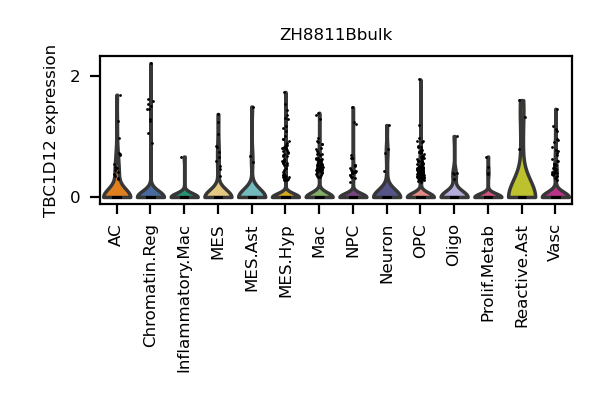 ZH8811Bbulk
TBC1D12 expression
2
0
AC
Chromatin.Reg
Inflammatory.Mac
MES
MES.Ast
MES.Hyp
Mac
NPC
Neuron
OPC
Oligo
Prolif.Metab
Reactive.Ast
Vasc